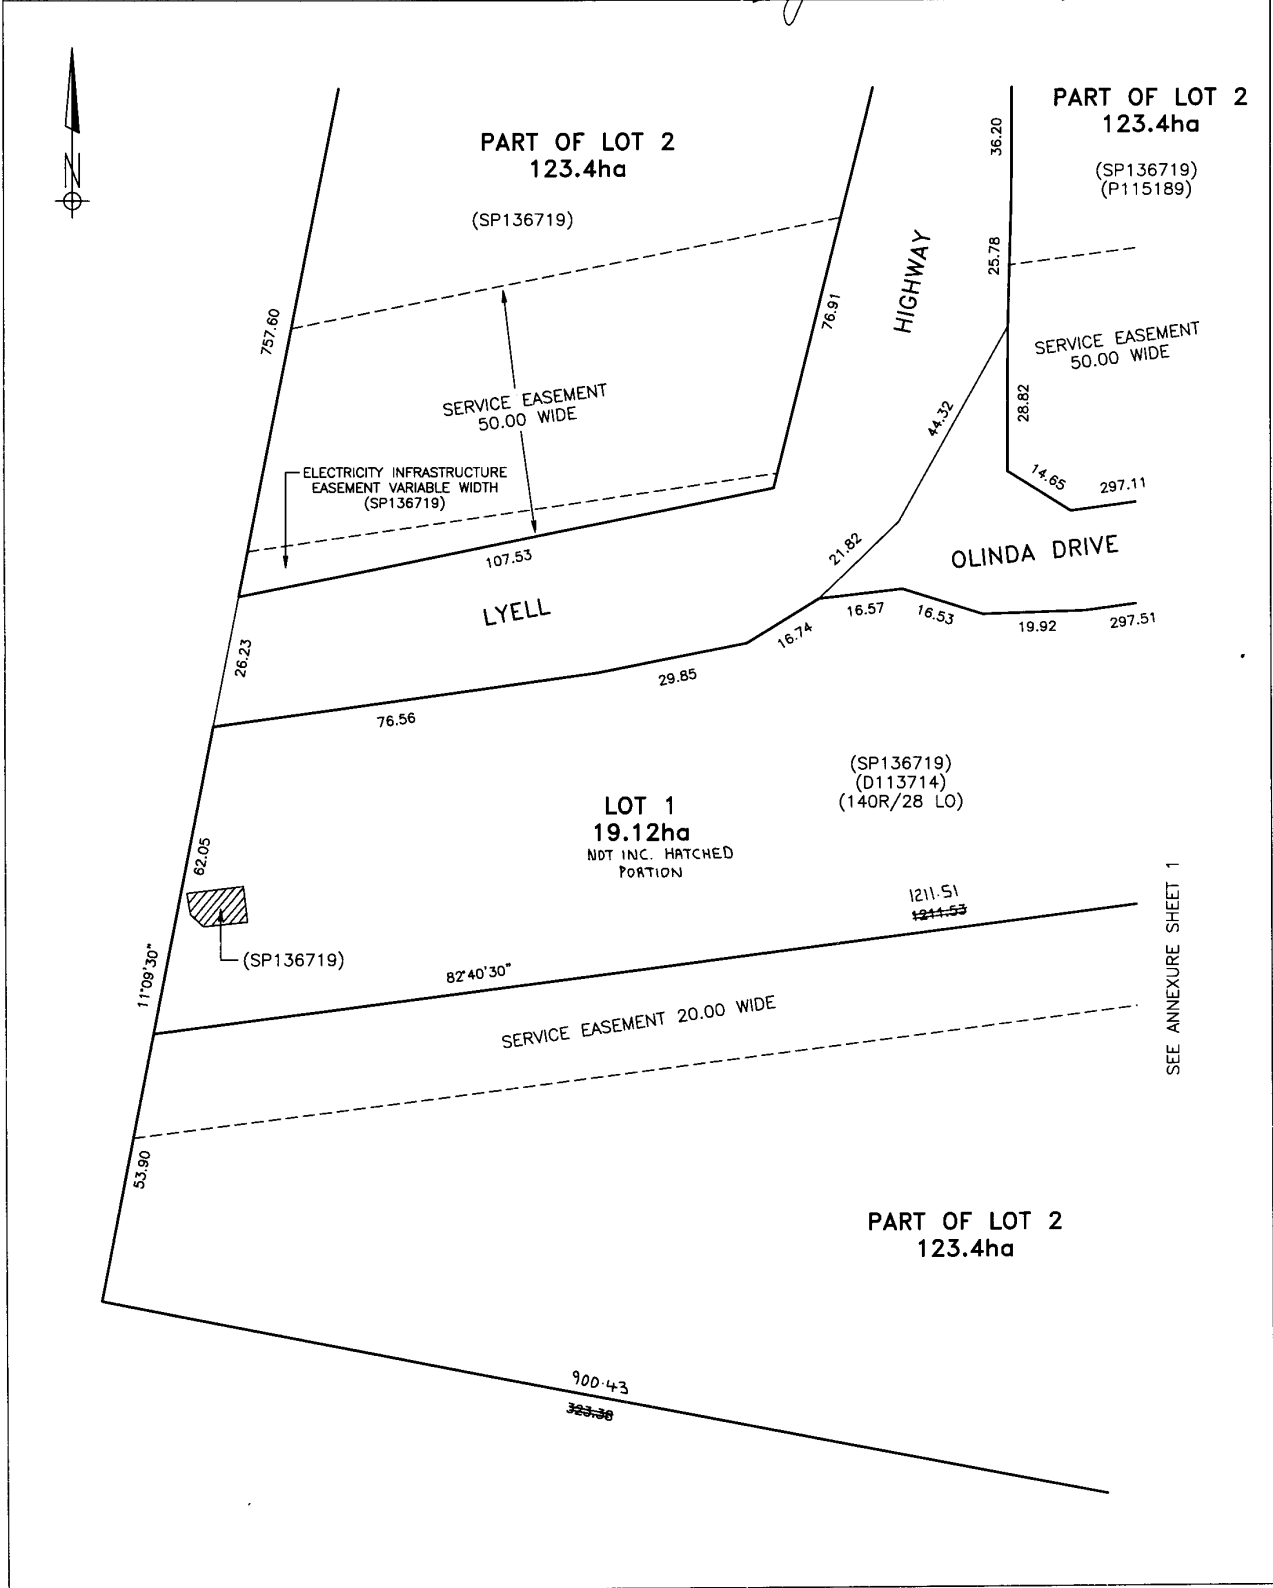 N
PART OF LOT 2
123.4ha
(SP136719)
PART OF LOT 2
123.4ha
(SP136719)
(P115189)
36.20
25.78
HIGHWAY
757.60
76.91
SERVICE EASEMENT
50.00 WIDE
SERVICE EASEMENT
50.00 WIDE
28.82
44.32
ELECTRICITY INFRASTRUCTURE
EASEMENT VARIABLE WIDTH
(SP136719)
14.65
297.11
21.82
OLINDA DRIVE
107.53
LYELL
16.57
16.53
19.92
297.51
16.74
26.23
29.85
76.56
(SP136719)
(D113714)
(140R/28 LO)
LOT 1
19.12ha
NOT INC. HATCHED
PORTION
62.05
1211.51
1211.53
SEE ANNEXURE SHEET 1
(SP136719)
11°09'30"
82°40'30"
SERVICE EASEMENT 20.00 WIDE
53.90
PART OF LOT 2
123.4ha
900.43
323.38